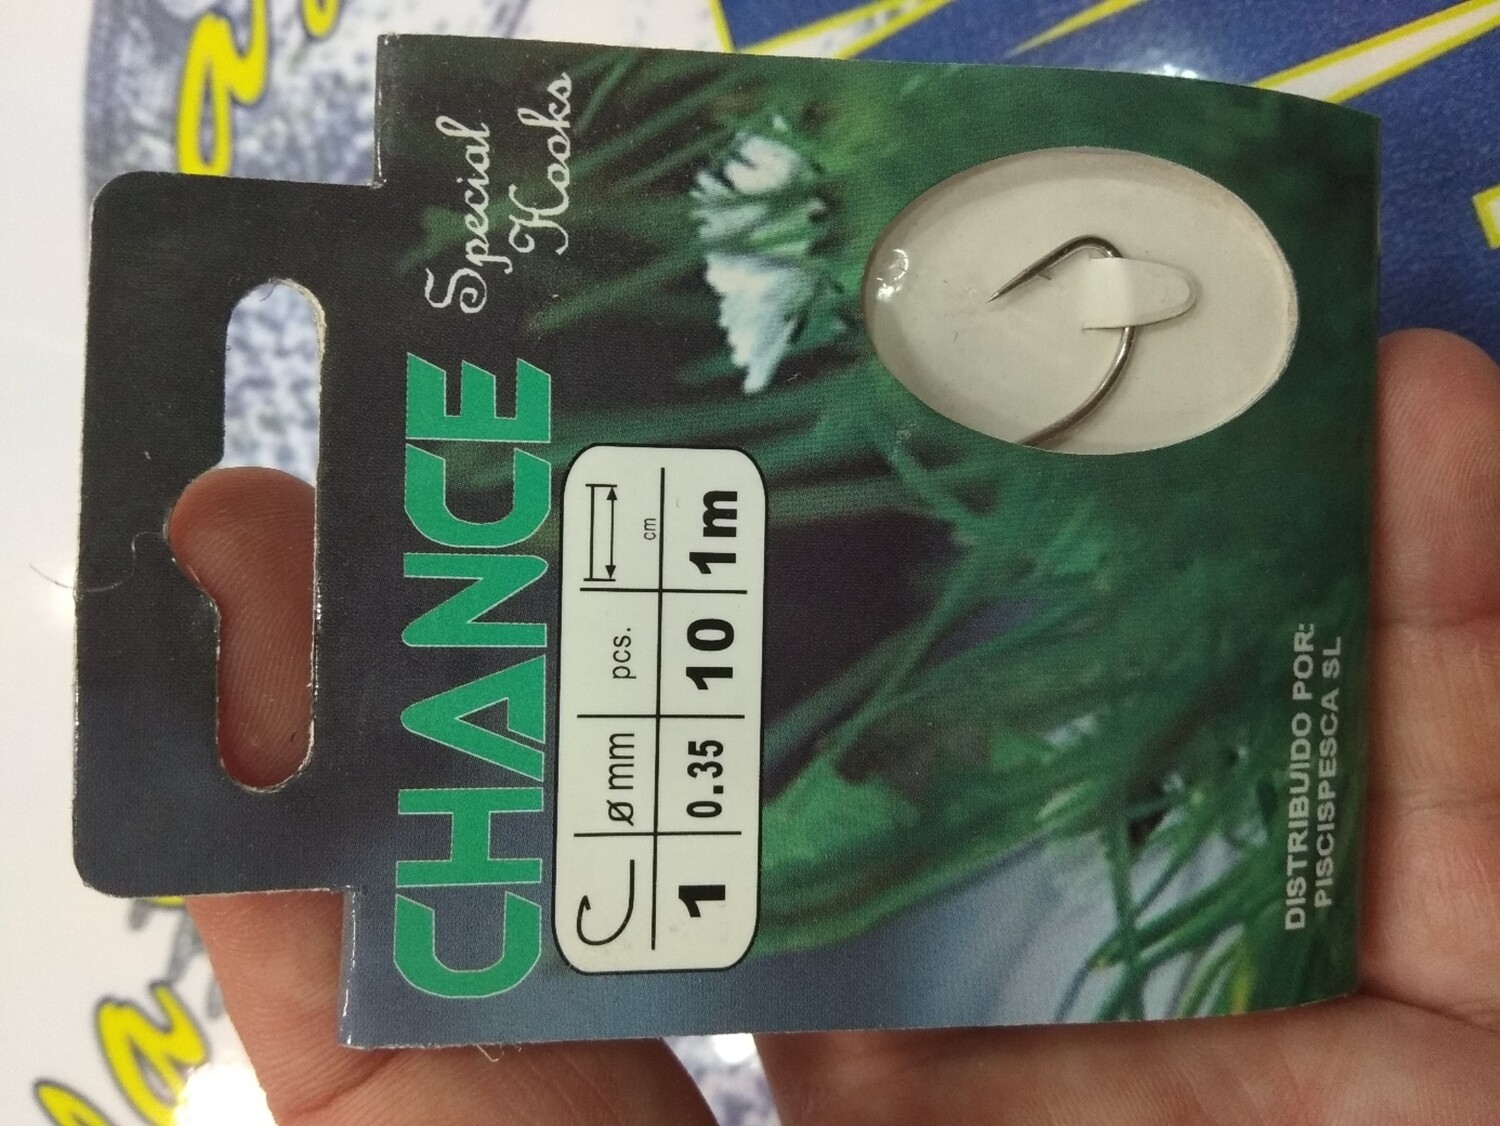 CHANCE
Special
Hooks
ø mm
pcs.
cm
1
0.35
10
1m
DISTRIBUIDO POR:
PISCISPESCA SL